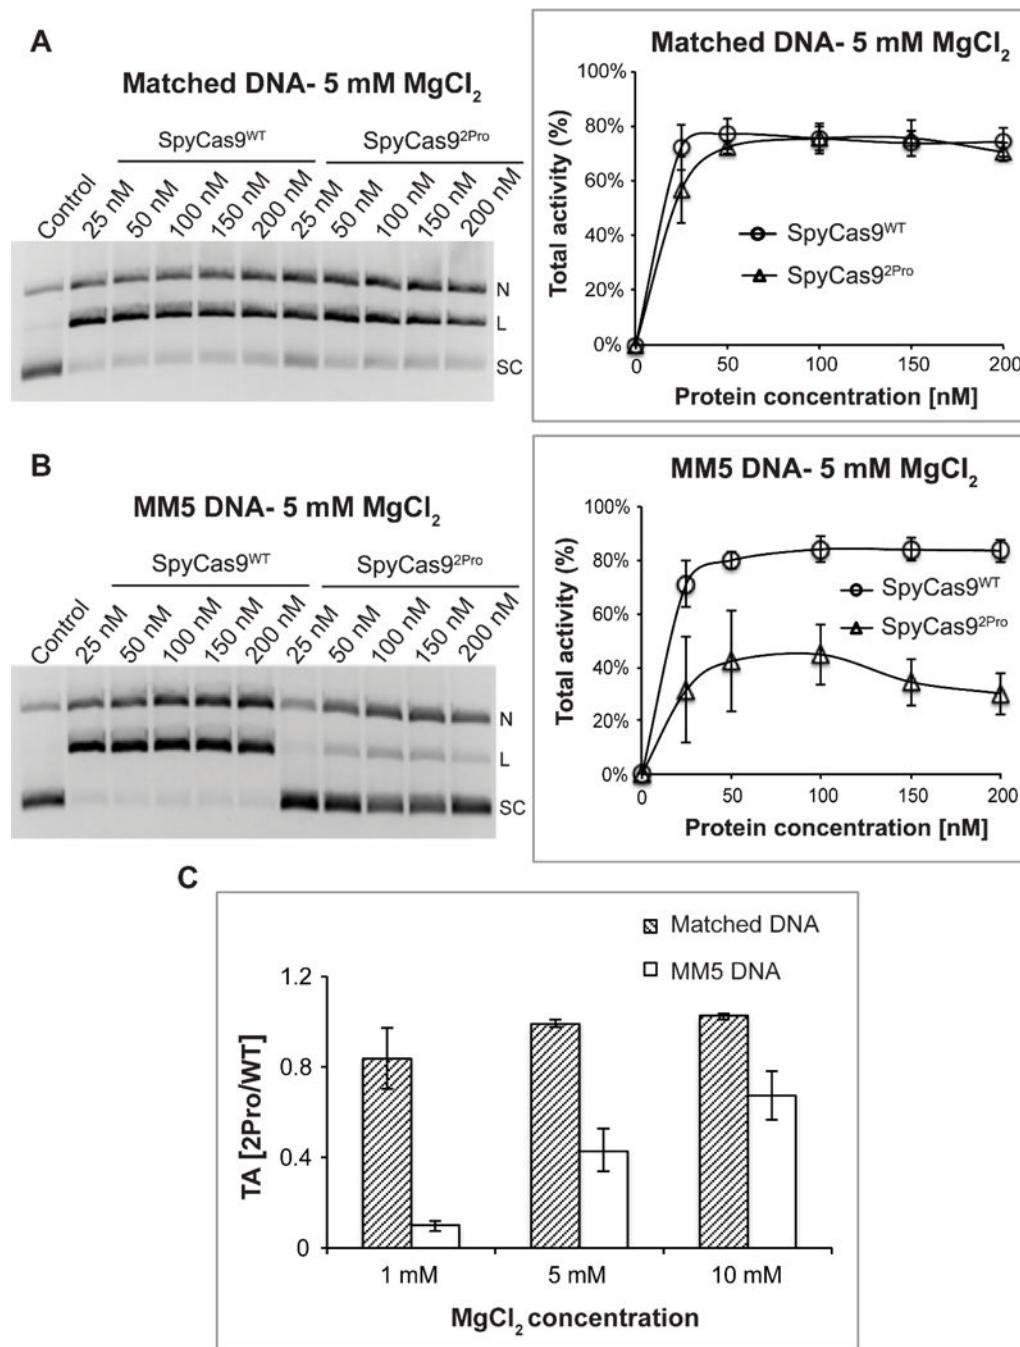 A
Matched DNA- 5 mM MgCl₂
SpyCas9ᵂᵀ SpyCas9²ᴾʳᵒ
Control 25 nM 50 nM 100 nM 150 nM 200 nM 25 nM 50 nM 100 nM 150 nM 200 nM
N
L
SC
Matched DNA- 5 mM MgCl₂
100%
80%
60%
40%
20%
0%
Total activity (%)
SpyCas9ᵂᵀ
SpyCas9²ᴾʳᵒ
0 50 100 150 200
Protein concentration [nM]
B
MM5 DNA- 5 mM MgCl₂
SpyCas9ᵂᵀ SpyCas9²ᴾʳᵒ
Control 25 nM 50 nM 100 nM 150 nM 200 nM 25 nM 50 nM 100 nM 150 nM 200 nM
N
L
SC
MM5 DNA- 5 mM MgCl₂
100%
80%
60%
40%
20%
0%
Total activity (%)
SpyCas9ᵂᵀ
SpyCas9²ᴾʳᵒ
0 50 100 150 200
Protein concentration [nM]
C
Matched DNA
MM5 DNA
1.2
0.8
0.4
0
TA [2Pro/WT]
1 mM 5 mM 10 mM
MgCl₂ concentration